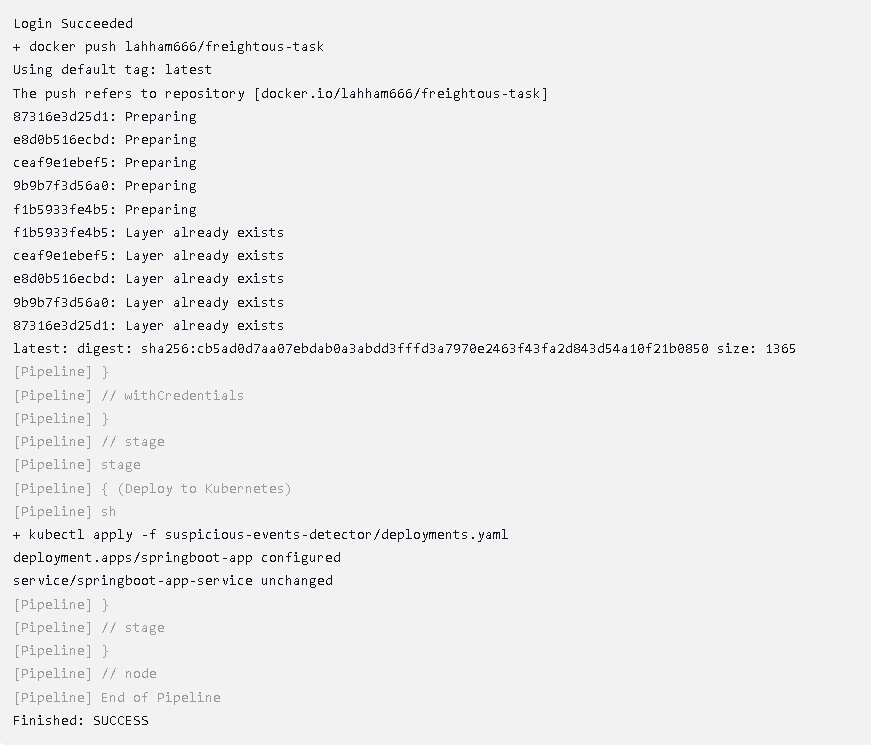 Login Succeeded
+ docker push lahham666/freightous-task
Using default tag: latest
The push refers to repository [docker.io/lahham666/freightous-task]
87316e3d25d1: Preparing
e8d0b516ecbd: Preparing
ceaf9e1ebef5: Preparing
9b9b7f3d56a0: Preparing
f1b5933fe4b5: Preparing
f1b5933fe4b5: Layer already exists
ceaf9e1ebef5: Layer already exists
e8d0b516ecbd: Layer already exists
9b9b7f3d56a0: Layer already exists
87316e3d25d1: Layer already exists
latest: digest: sha256:cb5ad0d7aa07ebdab0a3abdd3fffd3a7970e2463f43fa2d843d54a10f21b0850 size: 1365
[Pipeline] }
[Pipeline] // withCredentials
[Pipeline] }
[Pipeline] // stage
[Pipeline] stage
[Pipeline] { (Deploy to Kubernetes)
[Pipeline] sh
+ kubectl apply -f suspicious-events-detector/deployments.yaml
deployment.apps/springboot-app configured
service/springboot-app-service unchanged
[Pipeline] }
[Pipeline] // stage
[Pipeline] }
[Pipeline] // node
[Pipeline] End of Pipeline
Finished: SUCCESS